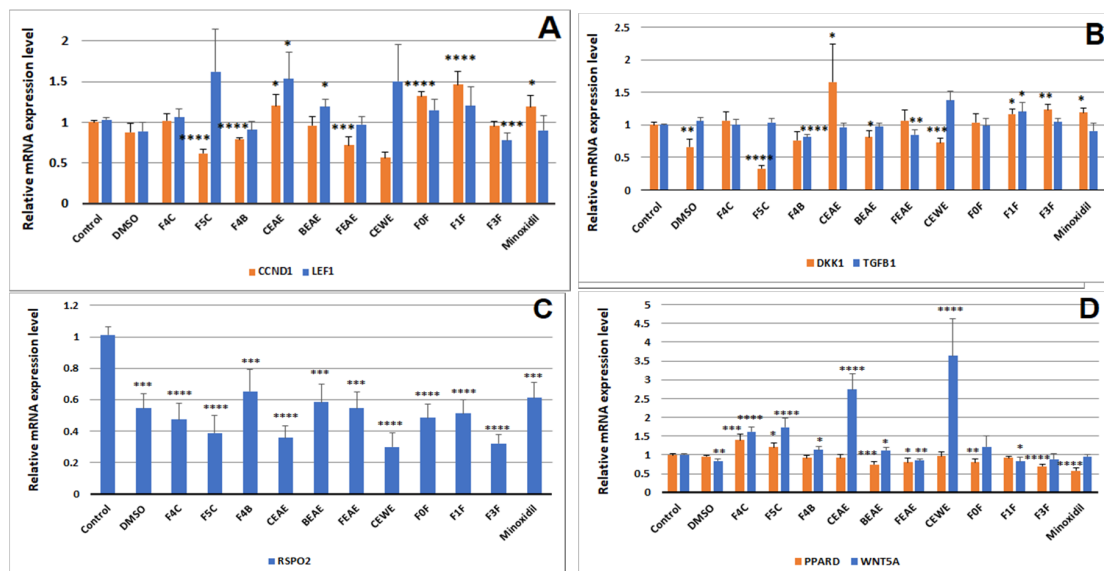 A
Relative mRNA expression level
2
1.5
1
0.5
0
****
****
*
*
*
***
****
****
***
*
Control
DMSO
F4C
F5C
F4B
CEAE
BEAE
FEAE
CEWE
F0F
F1F
F3F
Minoxidil
CCND1 LEF1
B
Relative mRNA expression level
2.5
2
1.5
1
0.5
0
**
****
****
*
*
**
***
*
*
**
*
Control
DMSO
F4C
F5C
F4B
CEAE
BEAE
FEAE
CEWE
F0F
F1F
F3F
Minoxidil
DKK1 TGFB1
C
Relative mRNA expression level
1.2
1
0.8
0.6
0.4
0.2
0
***
****
****
***
****
***
***
****
****
****
****
***
Control
DMSO
F4C
F5C
F4B
CEAE
BEAE
FEAE
CEWE
F0F
F1F
F3F
Minoxidil
RSPO2
D
Relative mRNA expression level
5
4.5
4
3.5
3
2.5
2
1.5
1
0.5
0
**
***
****
*
****
*
****
***
*
*
**
****
**
*
****
****
Control
DMSO
F4C
F5C
F4B
CEAE
BEAE
FEAE
CEWE
F0F
F1F
F3F
Minoxidil
PPARD WNT5A